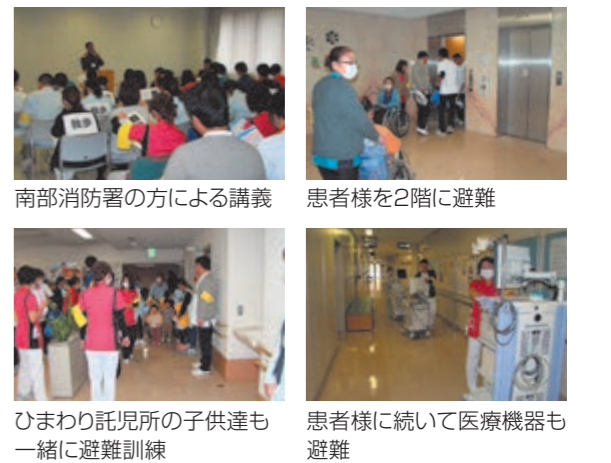 独歩
南部消防署の方による講義
患者様を2階に避難
ひまわり託児所の子供達も
一緒に避難訓練
患者様に続いて医療機器も
避難